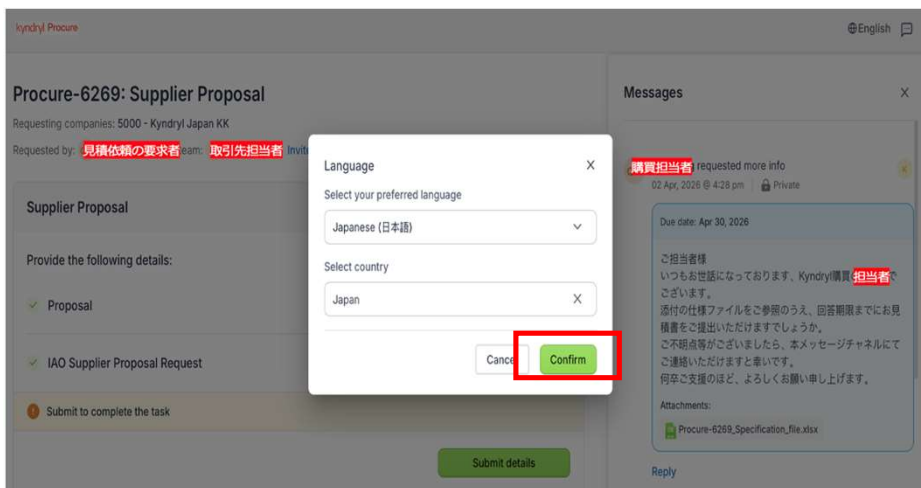 kyndryl Procure
English
Procure-6269: Supplier Proposal
Requesting companies: 5000 - Kyndryl Japan KK
Requested by: 見積依頼の要求者 eam: 取引先担当者 Invit
Supplier Proposal
Provide the following details:
Proposal
IAO Supplier Proposal Request
Submit to complete the task
Submit details
Language
X
Select your preferred language
Japanese (日本語)
Select country
Japan
X
Cance
Confirm
Messages
X
購買担当者 requested more info
02 Apr, 2026 @ 4:28 pm
Private
Due date: Apr 30, 2026
ご担当者様
いつもお世話になっております、Kyndryl購買 担当者で
ございます。
添付の仕様ファイルをご参照のうえ、回答期限までにお見
積書をご提出いただけますでしょうか。
ご不明点等がございましたら、本メッセージチャネルにて
ご連絡いただけますと幸いです。
何卒ご支援のほど、よろしくお願い申し上げます。
Attachments:
Procure-6269_Specification_file.xlsx
Reply